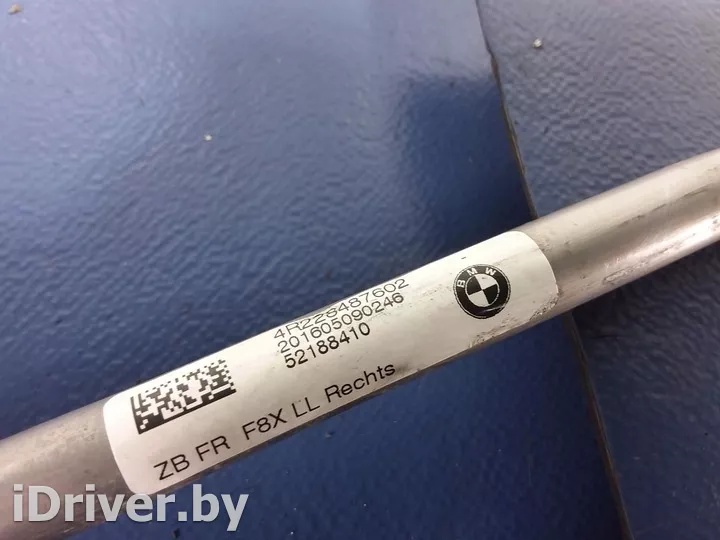 4R228487602
201605090246
52188410
BMW
ZB FR F8X LL Rechts
iDriver.by